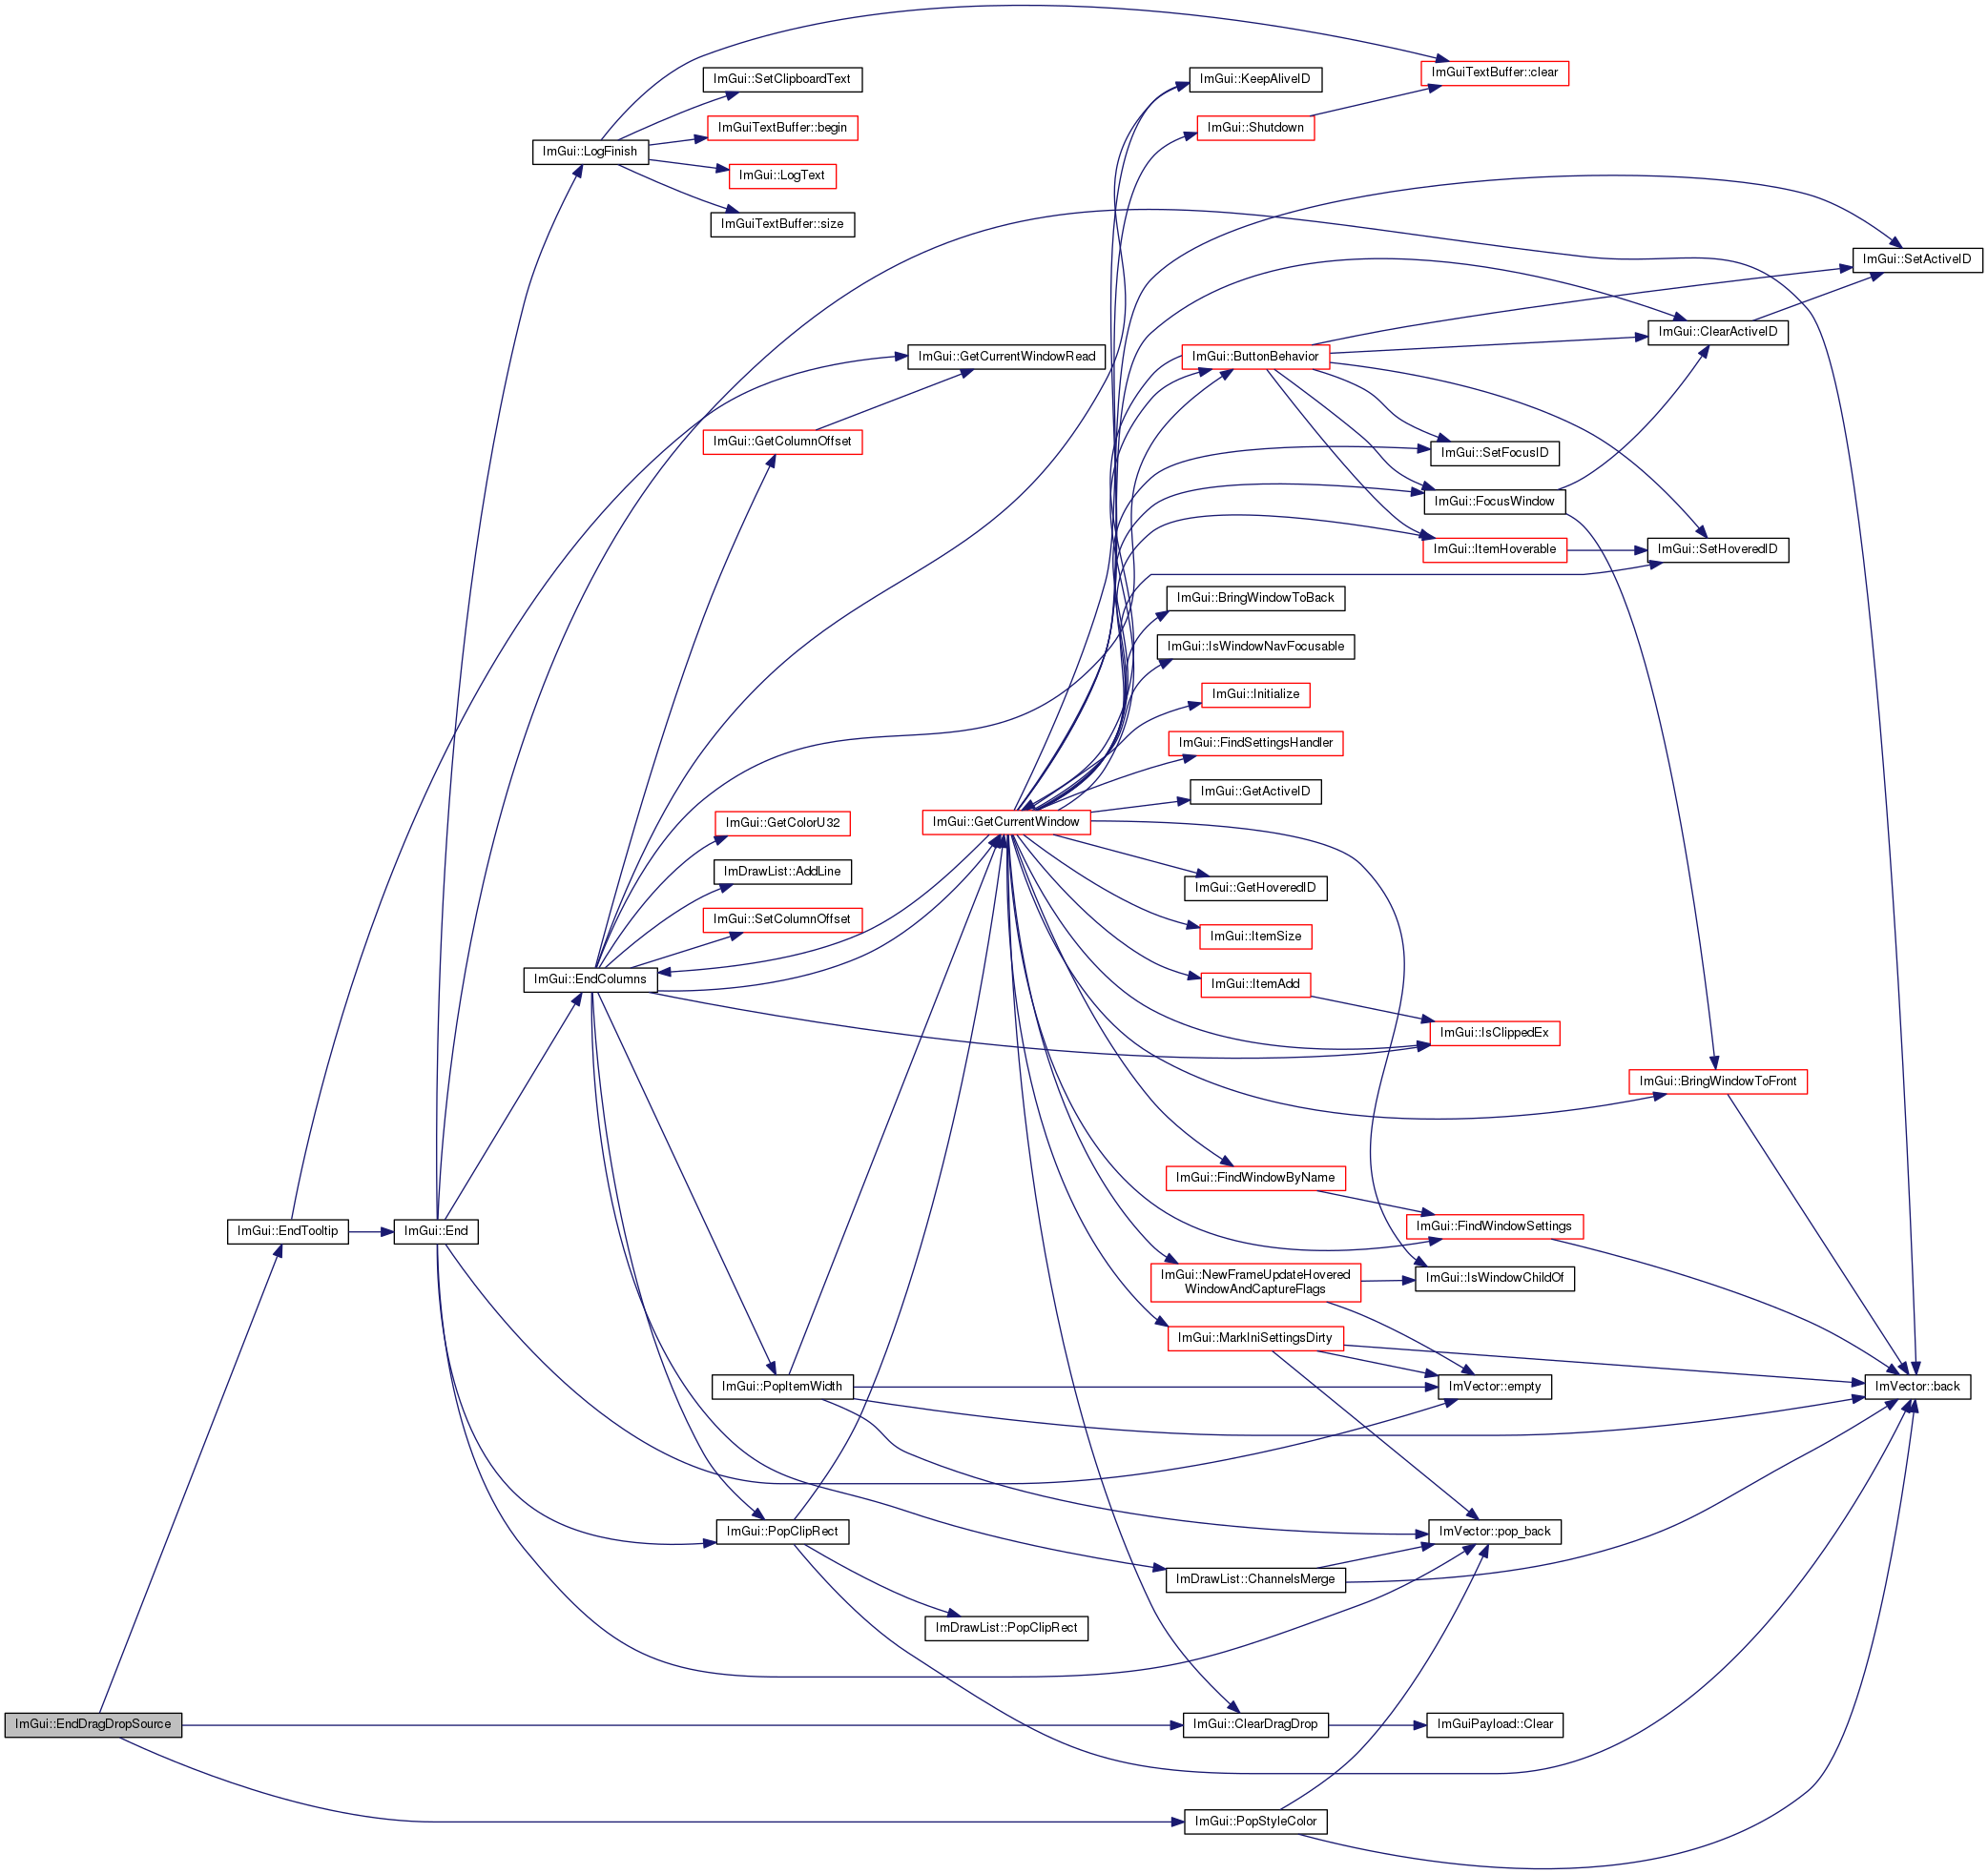 ImGui::SetClipboardText
ImGui::KeepAliveID
ImGuiTextBuffer::clear
ImGuiTextBuffer::begin
ImGui::Shutdown
ImGui::LogFinish
ImGui::LogText
ImGuiTextBuffer::size
ImGui::SetActiveID
ImGui::ClearActiveID
ImGui::GetCurrentWindowRead
ImGui::ButtonBehavior
ImGui::GetColumnOffset
ImGui::SetFocusID
ImGui::FocusWindow
ImGui::ItemHoverable
ImGui::SetHoveredID
ImGui::BringWindowToBack
ImGui::IsWindowNavFocusable
ImGui::Initialize
ImGui::FindSettingsHandler
ImGui::GetActiveID
ImGui::GetColorU32
ImGui::GetCurrentWindow
ImDrawList::AddLine
ImGui::GetHoveredID
ImGui::SetColumnOffset
ImGui::ItemSize
ImGui::EndColumns
ImGui::ItemAdd
ImGui::IsClippedEx
ImGui::BringWindowToFront
ImGui::FindWindowByName
ImGui::EndTooltip
ImGui::End
ImGui::FindWindowSettings
ImGui::NewFrameUpdateHovered
WindowAndCaptureFlags
ImGui::IsWindowChildOf
ImGui::MarkIniSettingsDirty
ImGui::PopItemWidth
ImVector::empty
ImVector::back
ImGui::PopClipRect
ImVector::pop_back
ImDrawList::ChannelsMerge
ImDrawList::PopClipRect
ImGui::EndDragDropSource
ImGui::ClearDragDrop
ImGuiPayload::Clear
ImGui::PopStyleColor